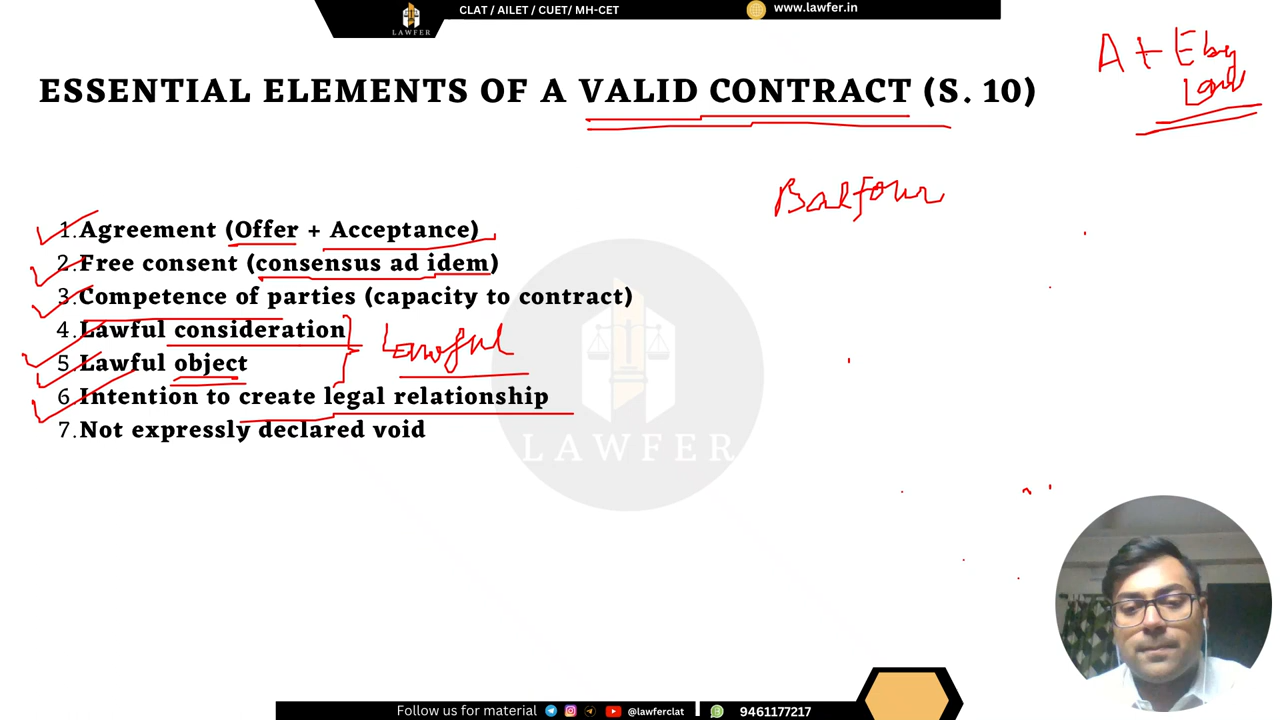 CLAT / AILET / CUET/ MH-CET
www.lawfer.in
LAWFER
A + E by
Law
ESSENTIAL ELEMENTS OF A VALID CONTRACT (S. 10)
Balfour
1. Agreement (Offer + Acceptance)
2. Free consent (consensus ad idem)
3. Competence of parties (capacity to contract)
4. Lawful consideration
Lawful
5. Lawful object
6. Intention to create legal relationship
7. Not expressly declared void
LAWFER
Follow us for material @lawferclat 9461177217